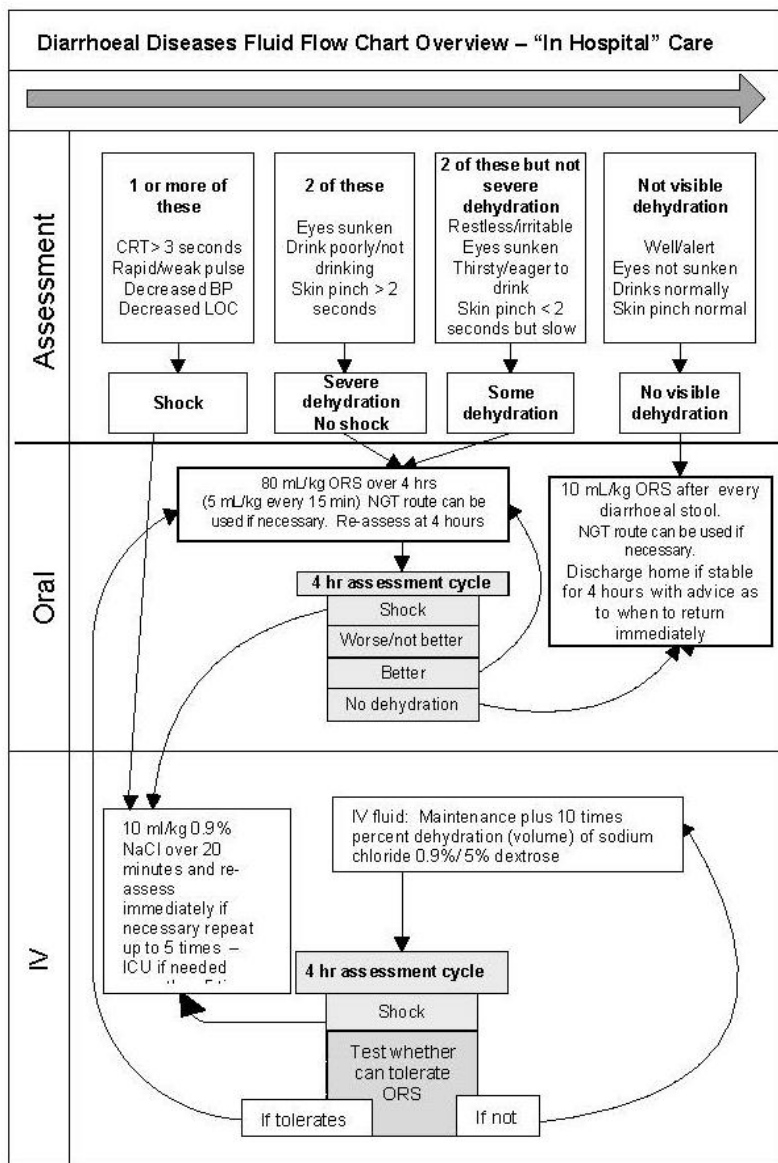 Diarrhoeal Diseases Fluid Flow Chart Overview – “In Hospital” Care
Assessment
1 or more of
these
CRT> 3 seconds
Rapid/weak pulse
Decreased BP
Decreased LOC
2 of these
Eyes sunken
Drink poorly/not
drinking
Skin pinch > 2
seconds
2 of these but not
severe
dehydration
Restless/irritable
Eyes sunken
Thirsty/eager to
drink
Skin pinch < 2
seconds but slow
Not visible
dehydration
Well/alert
Eyes not sunken
Drinks normally
Skin pinch normal
Shock
Severe
dehydration
No shock
Some
dehydration
No visible
dehydration
Oral
80 mL/kg ORS over 4 hrs
(5 mL/kg every 15 min) NGT route can be
used if necessary. Re-assess at 4 hours
10 mL/kg ORS after every
diarrhoeal stool.
NGT route can be used if
necessary.
Discharge home if stable
for 4 hours with advice as
to when to return
immediately
4 hr assessment cycle
Shock
Worse/not better
Better
No dehydration
IV
10 ml/kg 0.9%
NaCl over 20
minutes and re-
assess
immediately if
necessary repeat
up to 5 times –
ICU if needed
IV fluid: Maintenance plus 10 times
percent dehydration (volume) of sodium
chloride 0.9%/ 5% dextrose
4 hr assessment cycle
Shock
Test whether
can tolerate
ORS
If tolerates
If not